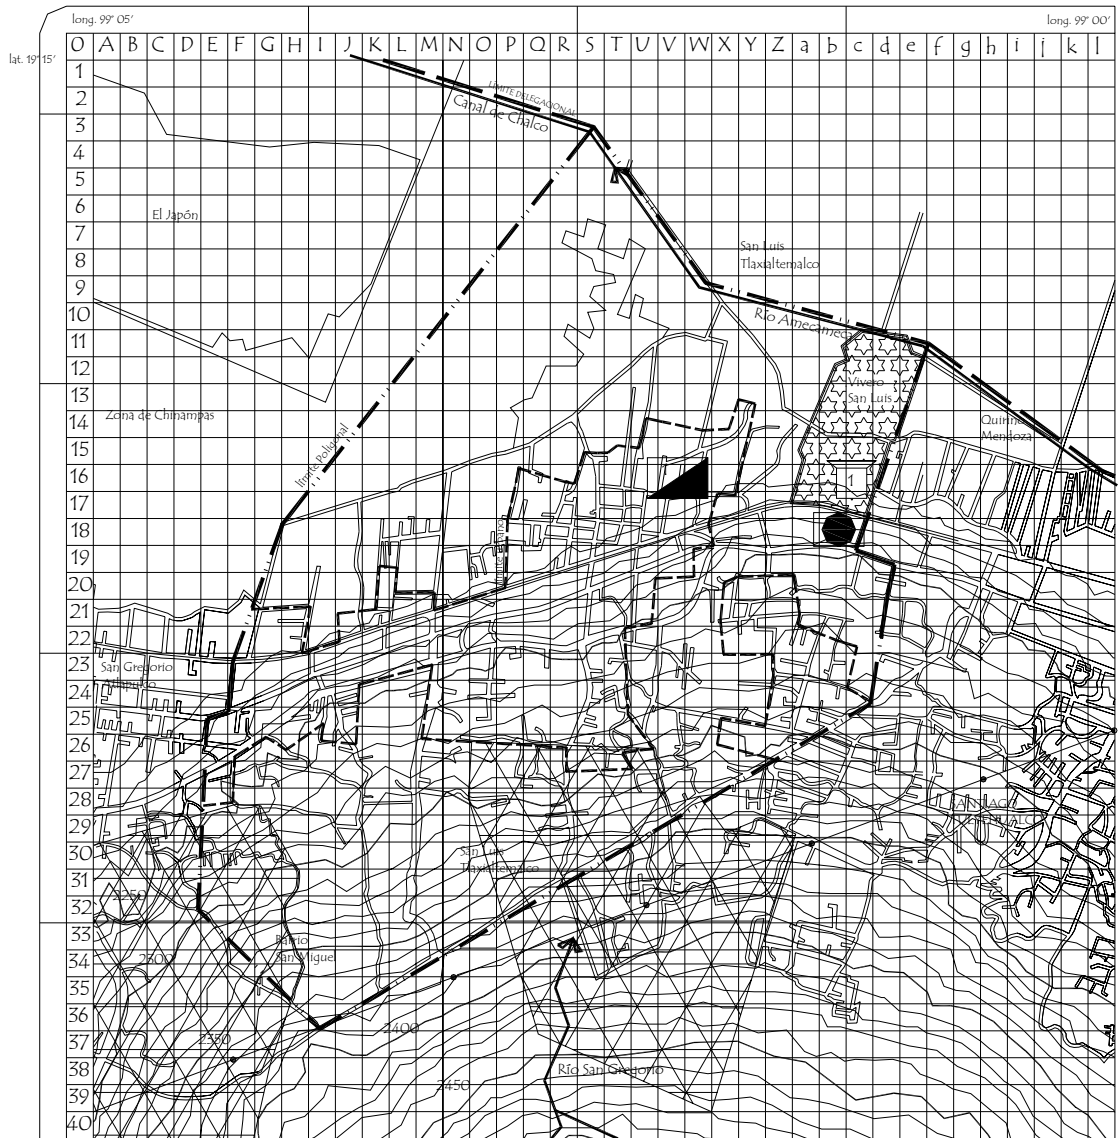 long. 99° 05'
long. 99° 00'
lat. 19° 15'
0 A B C D E F G H I J K L M N O P Q R S T U V W X Y Z a b c d e f g h i j k l
1
2
3
4
5
6
7
8
9
10
11
12
13
14
15
16
17
18
19
20
21
22
23
24
25
26
27
28
29
30
31
32
33
34
35
36
37
38
39
40
LÍMITE DELEGACIONAL
Canal de Chalco
El Japón
San Luis
Tlaxialtemalco
Río Amecameca
Vivero
San Luis
Zona de Chinampas
Quirino
Mendoza
límite Poligonal
1
San Gregorio
Atlapulco
SANTIAGO
San Luis
Tlaxialtemalco
2250
Barrio
San Miguel
2300
2350
2400
Río San Gregorio
2450